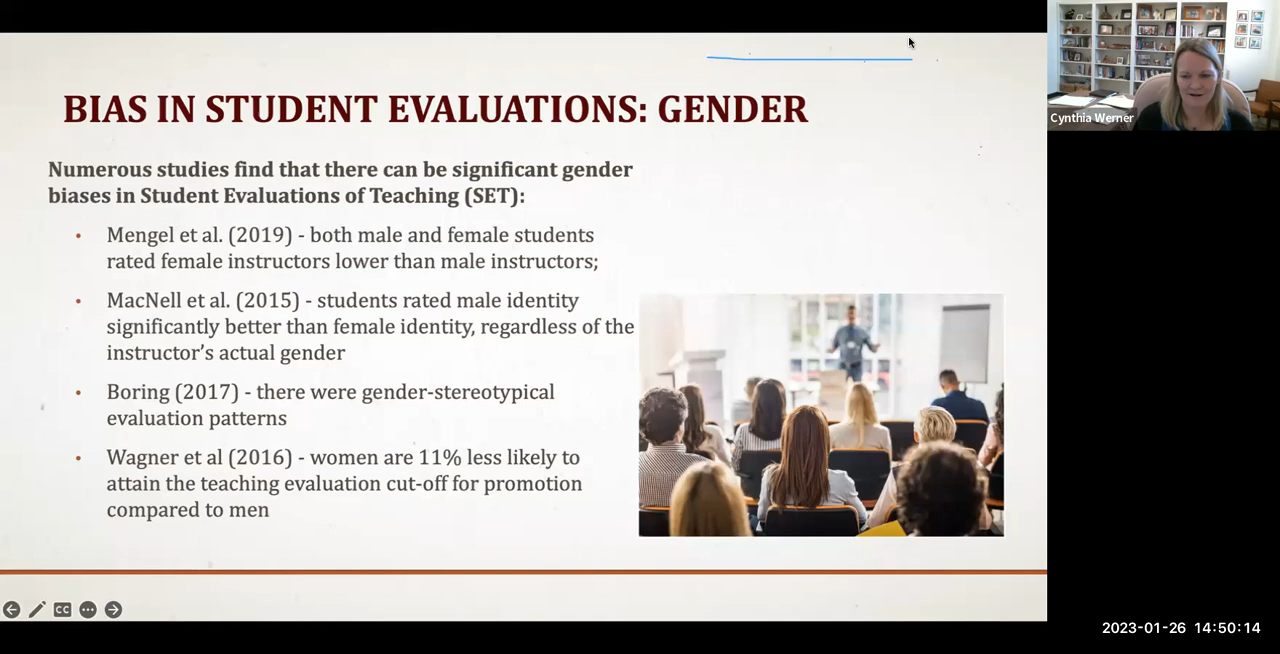 BIAS IN STUDENT EVALUATIONS: GENDER
Numerous studies find that there can be significant gender
biases in Student Evaluations of Teaching (SET):
• Mengel et al. (2019) - both male and female students
rated female instructors lower than male instructors;
• MacNell et al. (2015) - students rated male identity
significantly better than female identity, regardless of the
instructor’s actual gender
• Boring (2017) - there were gender-stereotypical
evaluation patterns
• Wagner et al (2016) - women are 11% less likely to
attain the teaching evaluation cut-off for promotion
compared to men
CC
Cynthia Werner
2023-01-26 14:50:14